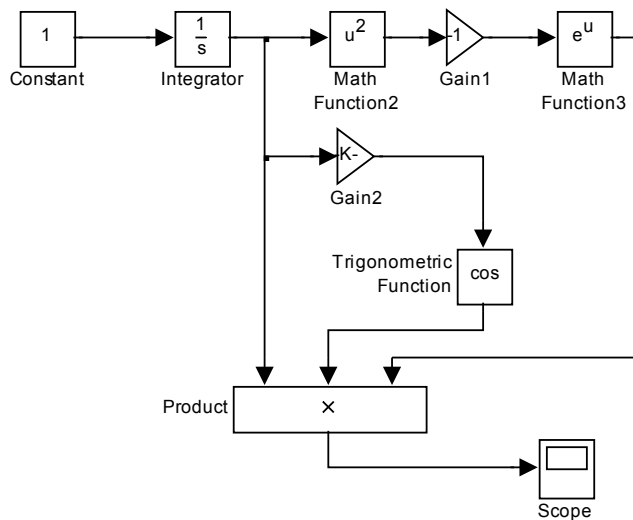 1
Constant
1
s
Integrator
u2
Math
Function2
-1
Gain1
eu
Math
Function3
-K-
Gain2
Trigonometric
Function
cos
Product
×
Scope